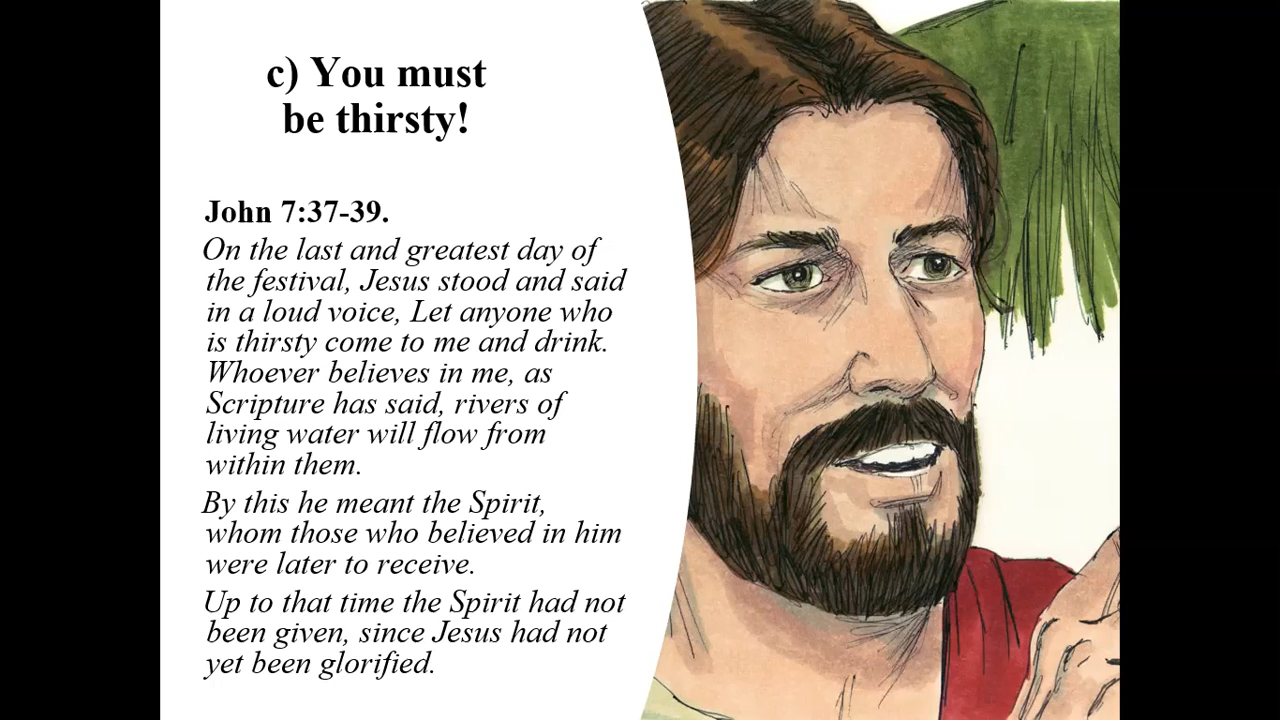 c) You must
be thirsty!
John 7:37-39.
On the last and greatest day of
the festival, Jesus stood and said
in a loud voice, Let anyone who
is thirsty come to me and drink.
Whoever believes in me, as
Scripture has said, rivers of
living water will flow from
within them.
By this he meant the Spirit,
whom those who believed in him
were later to receive.
Up to that time the Spirit had not
been given, since Jesus had not
yet been glorified.